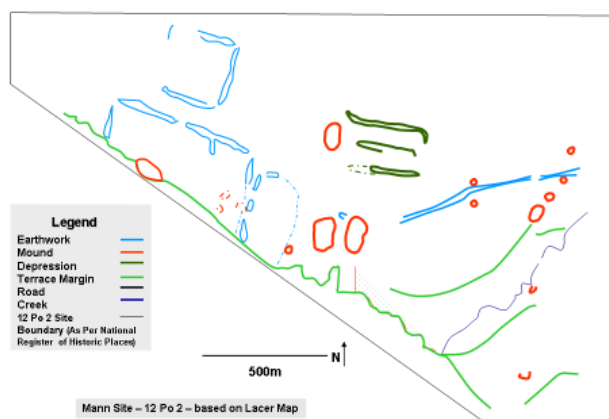 Legend
Earthwork
Mound
Depression
Terrace Margin
Road
Creek
12 Po 2 Site
Boundary (As Per National
Register of Historic Places)
N
500m
Mann Site – 12 Po 2 – based on Lacer Map